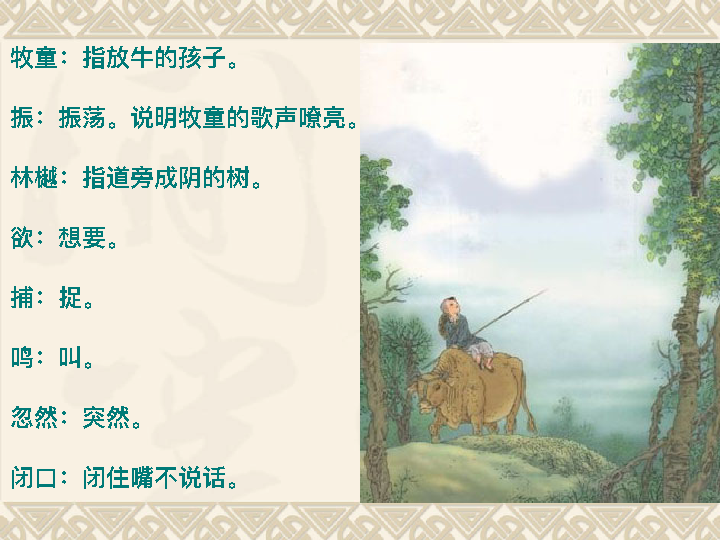 牧童：指放牛的孩子。
振：振荡。说明牧童的歌声嘹亮。
林樾：指道旁成阴的树。
欲：想要。
捕：捉。
鸣：叫。
忽然：突然。
闭口：闭住嘴不说话。